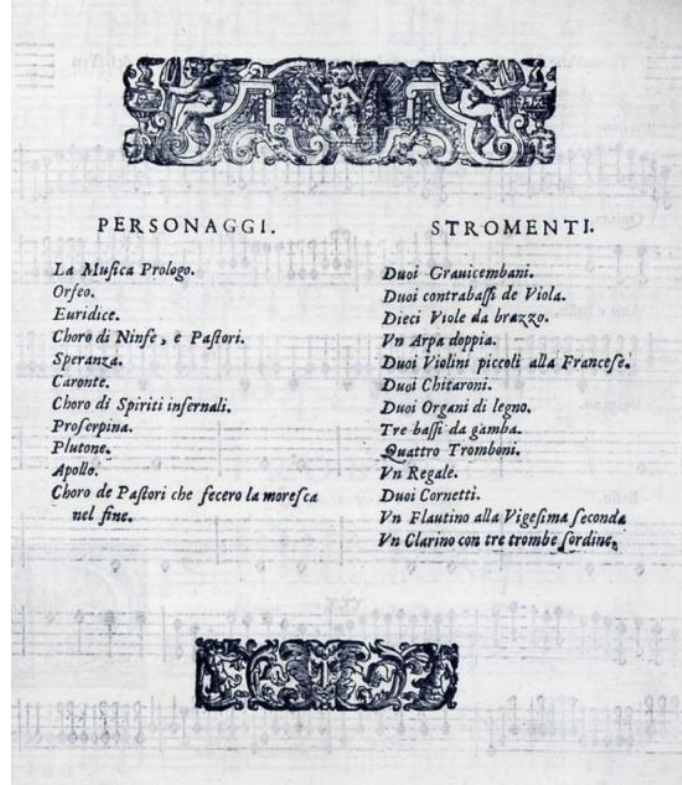 PERSONAGGI.
La Muſica Prologo.
Orfeo.
Euridice.
Choro di Ninfe, e Paſtori.
Speranza.
Caronte.
Choro di Spiriti infernali.
Proſerpina.
Plutone.
Apollo.
Choro de Paſtori che fecero la moreſca
nel fine.
STROMENTI.
Duoi Grauicembani.
Duoi contrabaſſi de Viola.
Dieci Viole da brazzo.
Vn Arpa doppia.
Duoi Violini piccoli alla Franceſe.
Duoi Chitaroni.
Duoi Organi di legno.
Tre baſſi da gamba.
Quattro Tromboni.
Vn Regale.
Duoi Cornetti.
Vn Flautino alla Vigeſima ſeconda
Vn Clarino con tre trombe ſordine.